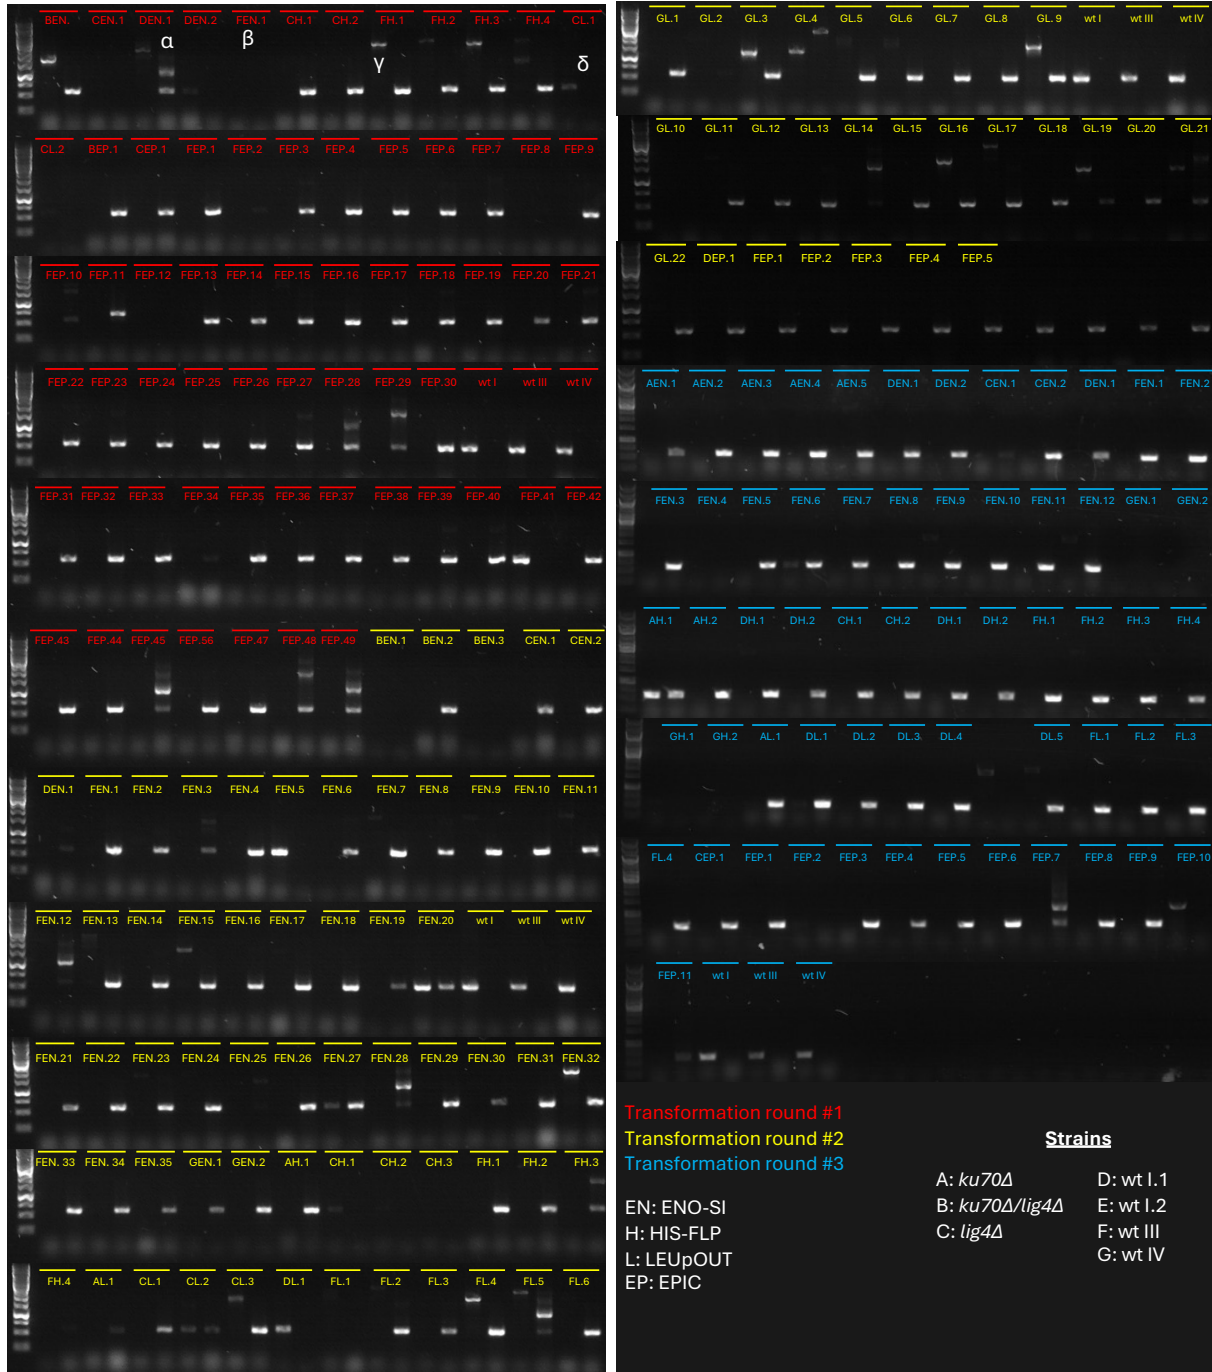 BEN. CEN.1 DEN.1 DEN.2 FEN.1 CH.1 CH.2 FH.1 FH.2 FH.3 FH.4 CL.1
α β γ δ
CL.2 BEP.1 CEP.1 FEP.1 FEP.2 FEP.3 FEP.4 FEP.5 FEP.6 FEP.7 FEP.8 FEP.9
FEP.10 FEP.11 FEP.12 FEP.13 FEP.14 FEP.15 FEP.16 FEP.17 FEP.18 FEP.19 FEP.20 FEP.21
FEP.22 FEP.23 FEP.24 FEP.25 FEP.26 FEP.27 FEP.28 FEP.29 FEP.30 wt I wt III wt IV
FEP.31 FEP.32 FEP.33 FEP.34 FEP.35 FEP.36 FEP.37 FEP.38 FEP.39 FEP.40 FEP.41 FEP.42
FEP.43 FEP.44 FEP.45 FEP.56 FEP.47 FEP.48 FEP.49 BEN.1 BEN.2 BEN.3 CEN.1 CEN.2
DEN.1 FEN.1 FEN.2 FEN.3 FEN.4 FEN.5 FEN.6 FEN.7 FEN.8 FEN.9 FEN.10 FEN.11
FEN.12 FEN.13 FEN.14 FEN.15 FEN.16 FEN.17 FEN.18 FEN.19 FEN.20 wt I wt III wt IV
FEN.21 FEN.22 FEN.23 FEN.24 FEN.25 FEN.26 FEN.27 FEN.28 FEN.29 FEN.30 FEN.31 FEN.32
FEN. 33 FEN. 34 FEN.35 GEN.1 GEN.2 AH.1 CH.1 CH.2 CH.3 FH.1 FH.2 FH.3
FH.4 AL.1 CL.1 CL.2 CL.3 DL.1 FL.1 FL.2 FL.3 FL.4 FL.5 FL.6
GL.1 GL.2 GL.3 GL.4 GL.5 GL.6 GL.7 GL.8 GL. 9 wt I wt III wt IV
GL.10 GL.11 GL.12 GL.13 GL.14 GL.15 GL.16 GL.17 GL.18 GL.19 GL.20 GL.21
GL.22 DEP.1 FEP.1 FEP.2 FEP.3 FEP.4 FEP.5
AEN.1 AEN.2 AEN.3 AEN.4 AEN.5 DEN.1 DEN.2 CEN.1 CEN.2 DEN.1 FEN.1 FEN.2
FEN.3 FEN.4 FEN.5 FEN.6 FEN.7 FEN.8 FEN.9 FEN.10 FEN.11 FEN.12 GEN.1 GEN.2
AH.1 AH.2 DH.1 DH.2 CH.1 CH.2 DH.1 DH.2 FH.1 FH.2 FH.3 FH.4
GH.1 GH.2 AL.1 DL.1 DL.2 DL.3 DL.4 DL.5 FL.1 FL.2 FL.3
FL.4 CEP.1 FEP.1 FEP.2 FEP.3 FEP.4 FEP.5 FEP.6 FEP.7 FEP.8 FEP.9 FEP.10
FEP.11 wt I wt III wt IV
Transformation round #1
Transformation round #2
Transformation round #3
EN: ENO-SI
H: HIS-FLP
L: LEUpOUT
EP: EPIC
Strains
A: ku70Δ
B: ku70Δ/lig4Δ
C: lig4Δ
D: wt I.1
E: wt I.2
F: wt III
G: wt IV